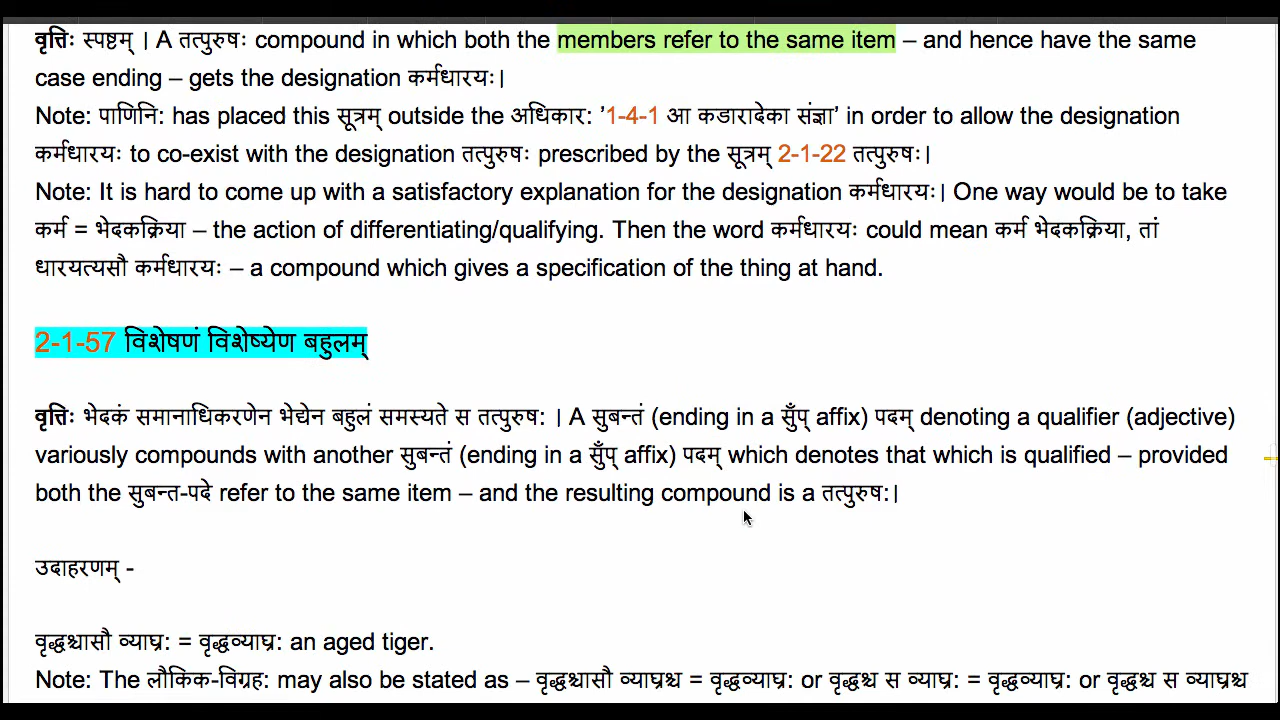 वृत्तिः स्पष्टम् । A तत्पुरुषः compound in which both the members refer to the same item – and hence have the same
case ending – gets the designation कर्मधारयः।
Note: पाणिनि: has placed this सूत्रम् outside the अधिकार: ’1-4-1 आ कडारादेका संज्ञा’ in order to allow the designation
कर्मधारयः to co-exist with the designation तत्पुरुषः prescribed by the सूत्रम् 2-1-22 तत्पुरुषः।
Note: It is hard to come up with a satisfactory explanation for the designation कर्मधारयः। One way would be to take
कर्म = भेदकक्रिया – the action of differentiating/qualifying. Then the word कर्मधारयः could mean कर्म भेदकक्रिया, तां
धारयत्यसौ कर्मधारयः – a compound which gives a specification of the thing at hand.
2-1-57 विशेषणं विशेष्येण बहुलम्
वृत्तिः भेदकं समानाधिकरणेन भेद्येन बहुलं समस्यते स तत्पुरुष: । A सुबन्तं (ending in a सुँप् affix) पदम् denoting a qualifier (adjective)
variously compounds with another सुबन्तं (ending in a सुँप् affix) पदम् which denotes that which is qualified – provided
both the सुबन्त-पदे refer to the same item – and the resulting compound is a तत्पुरुष:।
उदाहरणम् -
वृद्धश्चासौ व्याघ्र: = वृद्धव्याघ्र: an aged tiger.
Note: The लौकिक-विग्रह: may also be stated as – वृद्धश्चासौ व्याघ्रश्च = वृद्धव्याघ्र: or वृद्धश्च स व्याघ्र: = वृद्धव्याघ्र: or वृद्धश्च स व्याघ्रश्च